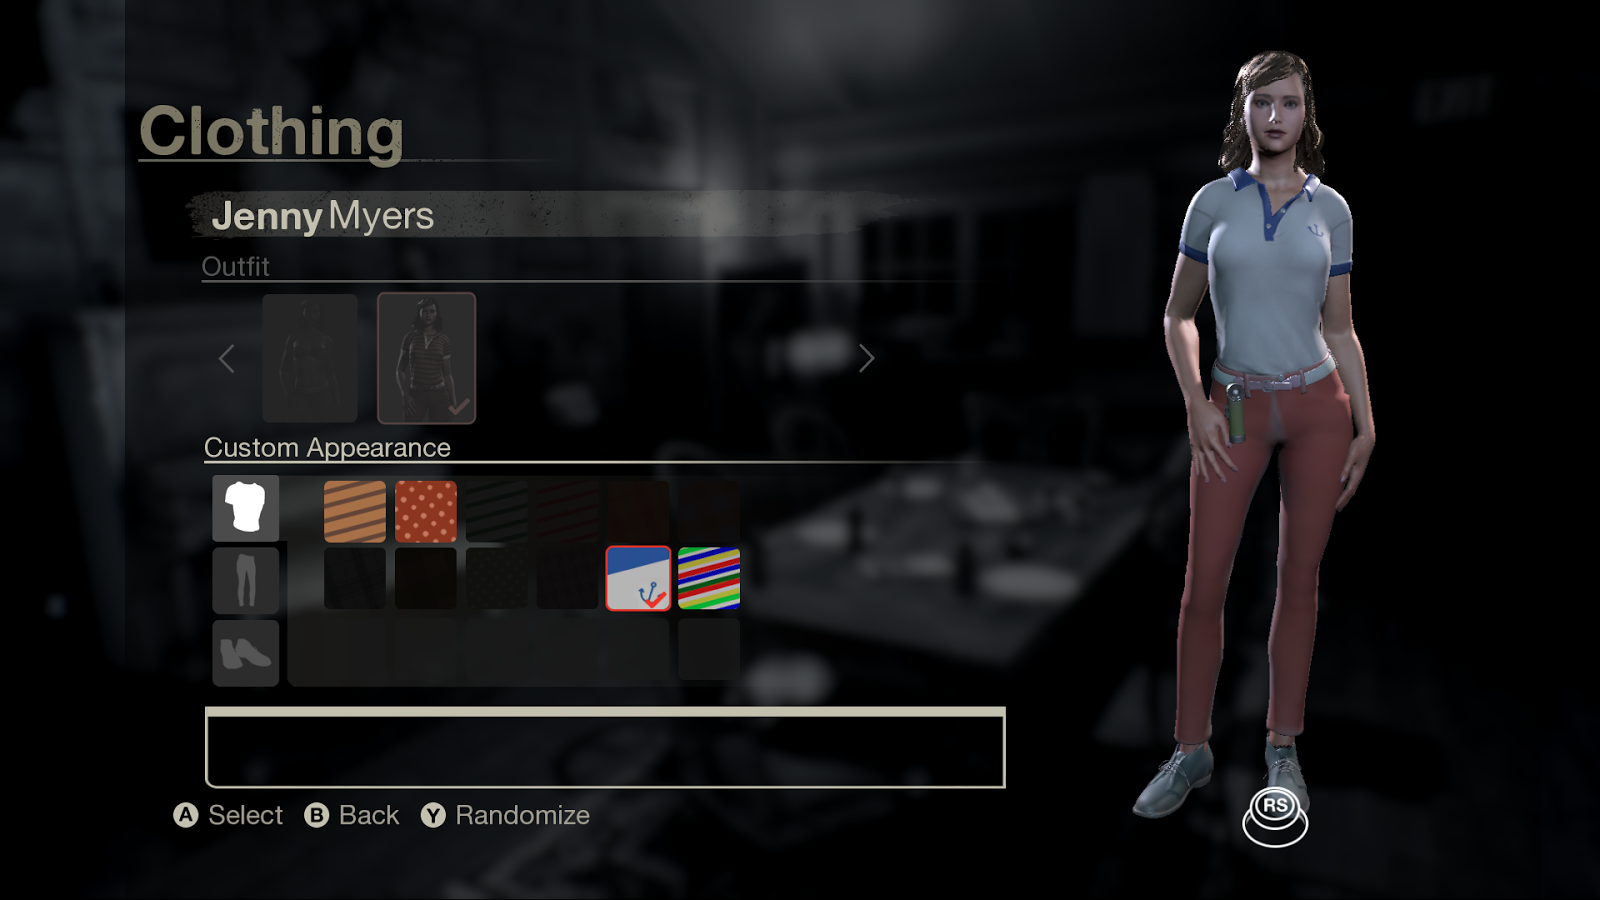 Clothing
Jenny Myers
Outfit
Custom Appearance
A Select B Back Y Randomize
RS